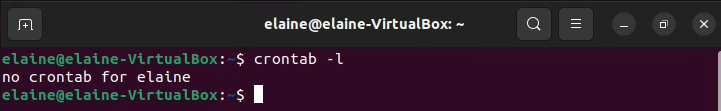 elaine@elaine-VirtualBox: ~
elaine@elaine-VirtualBox:~$ crontab -l
no crontab for elaine
elaine@elaine-VirtualBox:~$